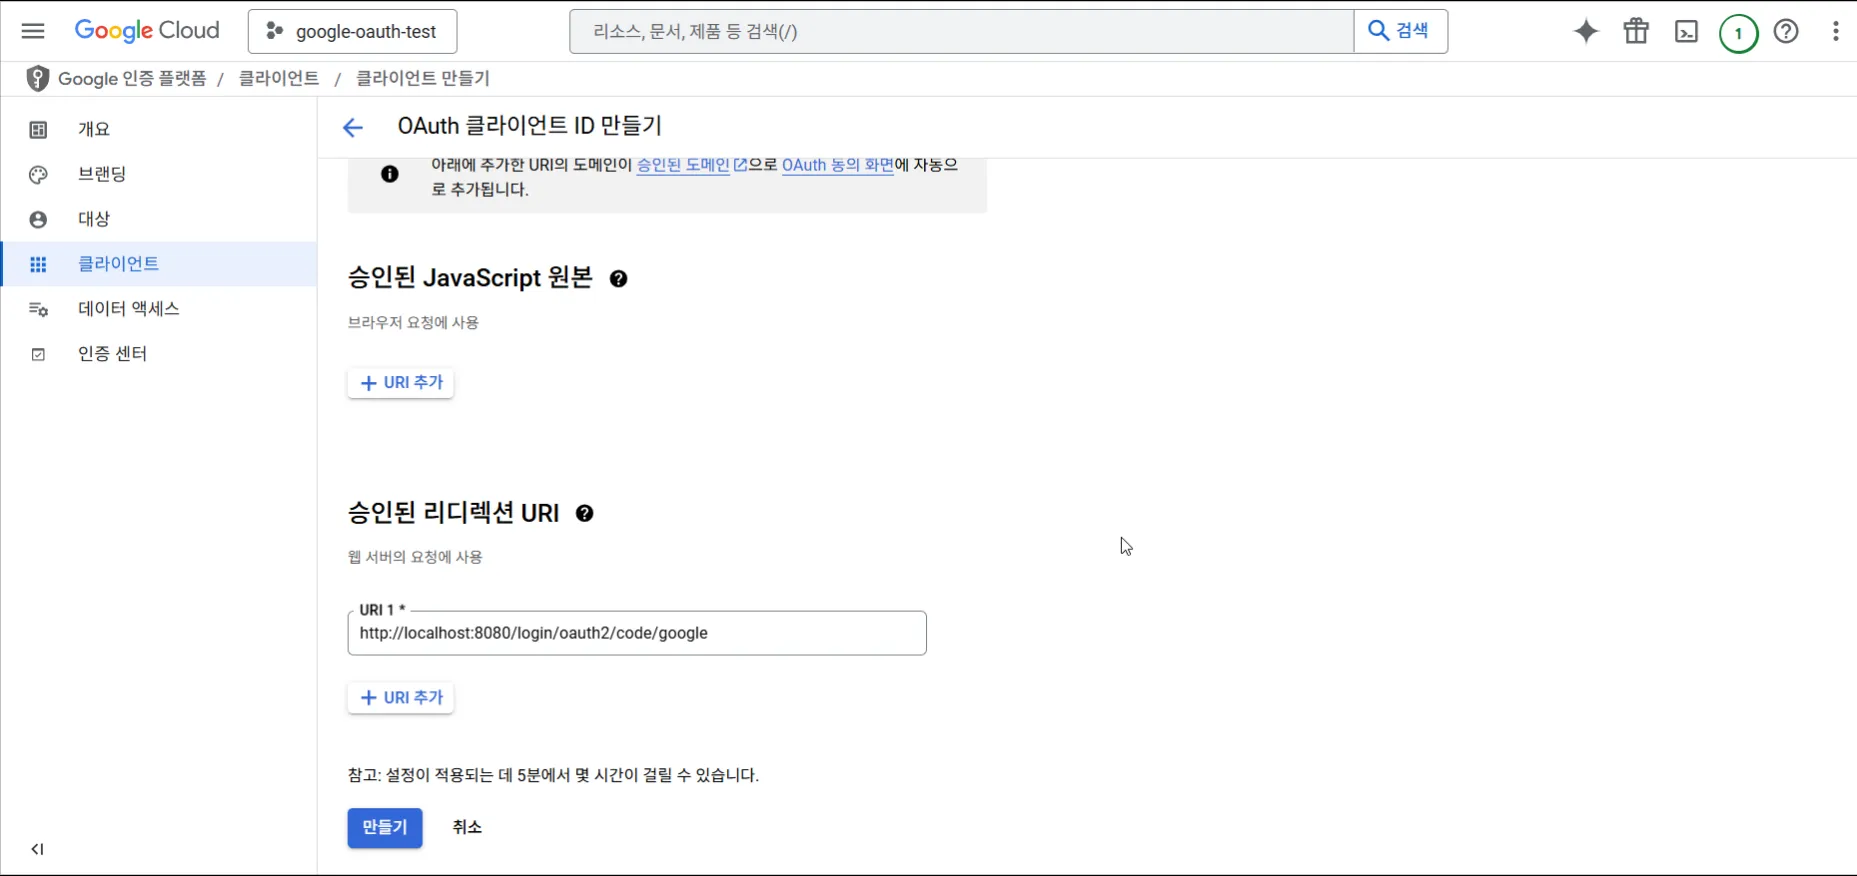 Google Cloud
google-oauth-test
리소스, 문서, 제품 등 검색(/)
검색
1
Google 인증 플랫폼 / 클라이언트 / 클라이언트 만들기
개요
브랜딩
대상
클라이언트
데이터 액세스
인증 센터
OAuth 클라이언트 ID 만들기
아래에 추가한 URI의 도메인이 승인된 도메인으로 OAuth 동의 화면에 자동으
로 추가됩니다.
승인된 JavaScript 원본
브라우저 요청에 사용
URI 추가
승인된 리디렉션 URI
웹 서버의 요청에 사용
URI 1 *
http://localhost:8080/login/oauth2/code/google
URI 추가
참고: 설정이 적용되는 데 5분에서 몇 시간이 걸릴 수 있습니다.
만들기
취소